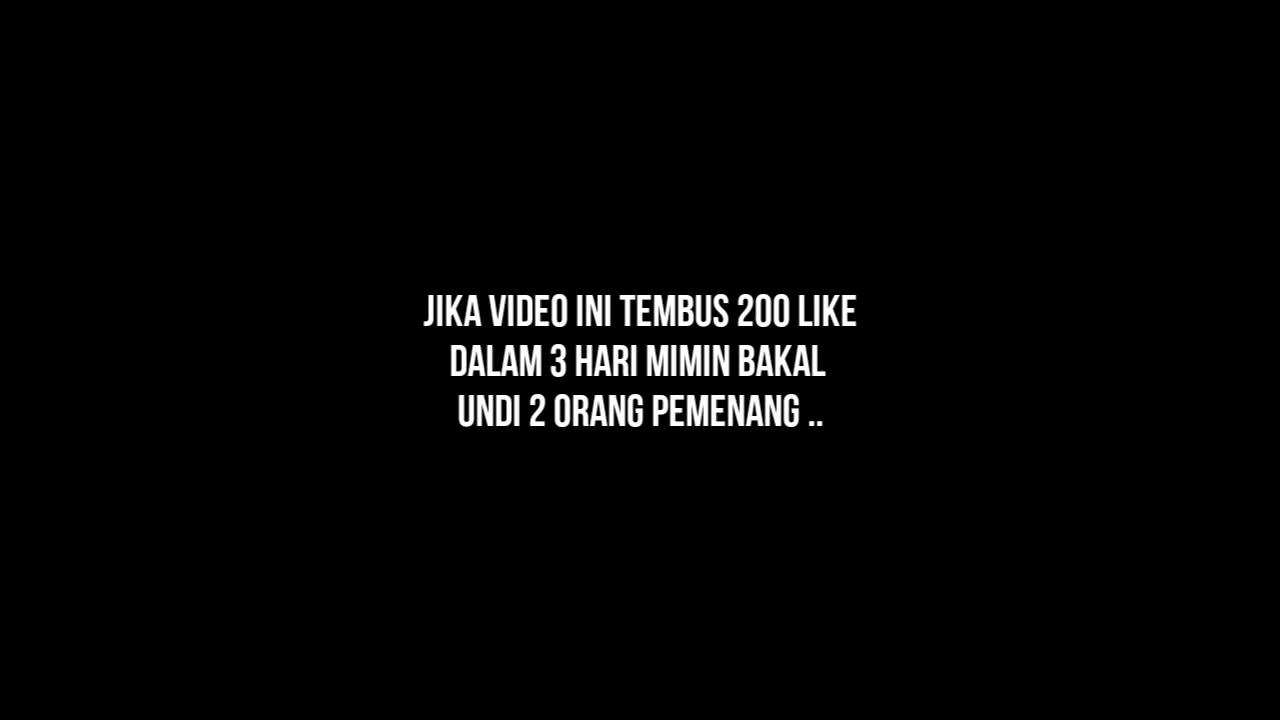 JIKA VIDEO INI TEMBUS 200 LIKE
DALAM 3 HARI MIMIN BAKAL
UNDI 2 ORANG PEMENANG ..